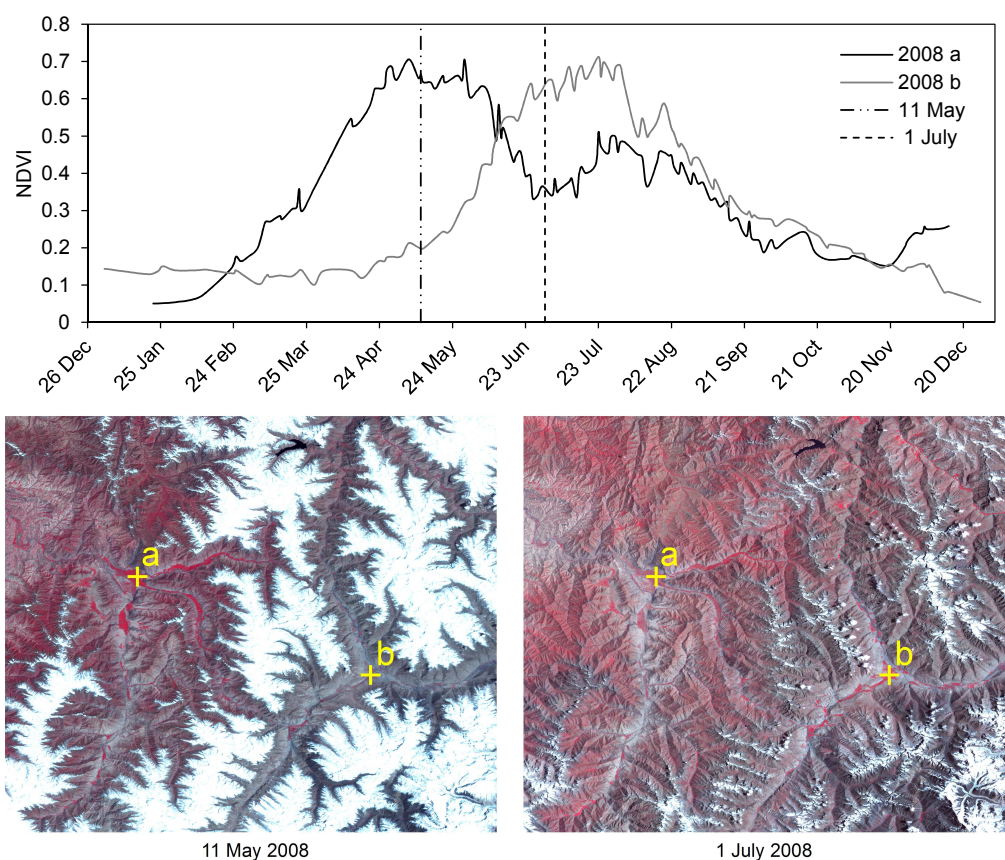 0.8
0.7
0.6
0.5
0.4
0.3
0.2
0.1
0
NDVI
2008 a
2008 b
11 May
1 July
26 Dec
25 Jan
24 Feb
25 Mar
24 Apr
24 May
23 Jun
23 Jul
22 Aug
21 Sep
21 Oct
20 Nov
20 Dec
a
b
a
b
11 May 2008
1 July 2008